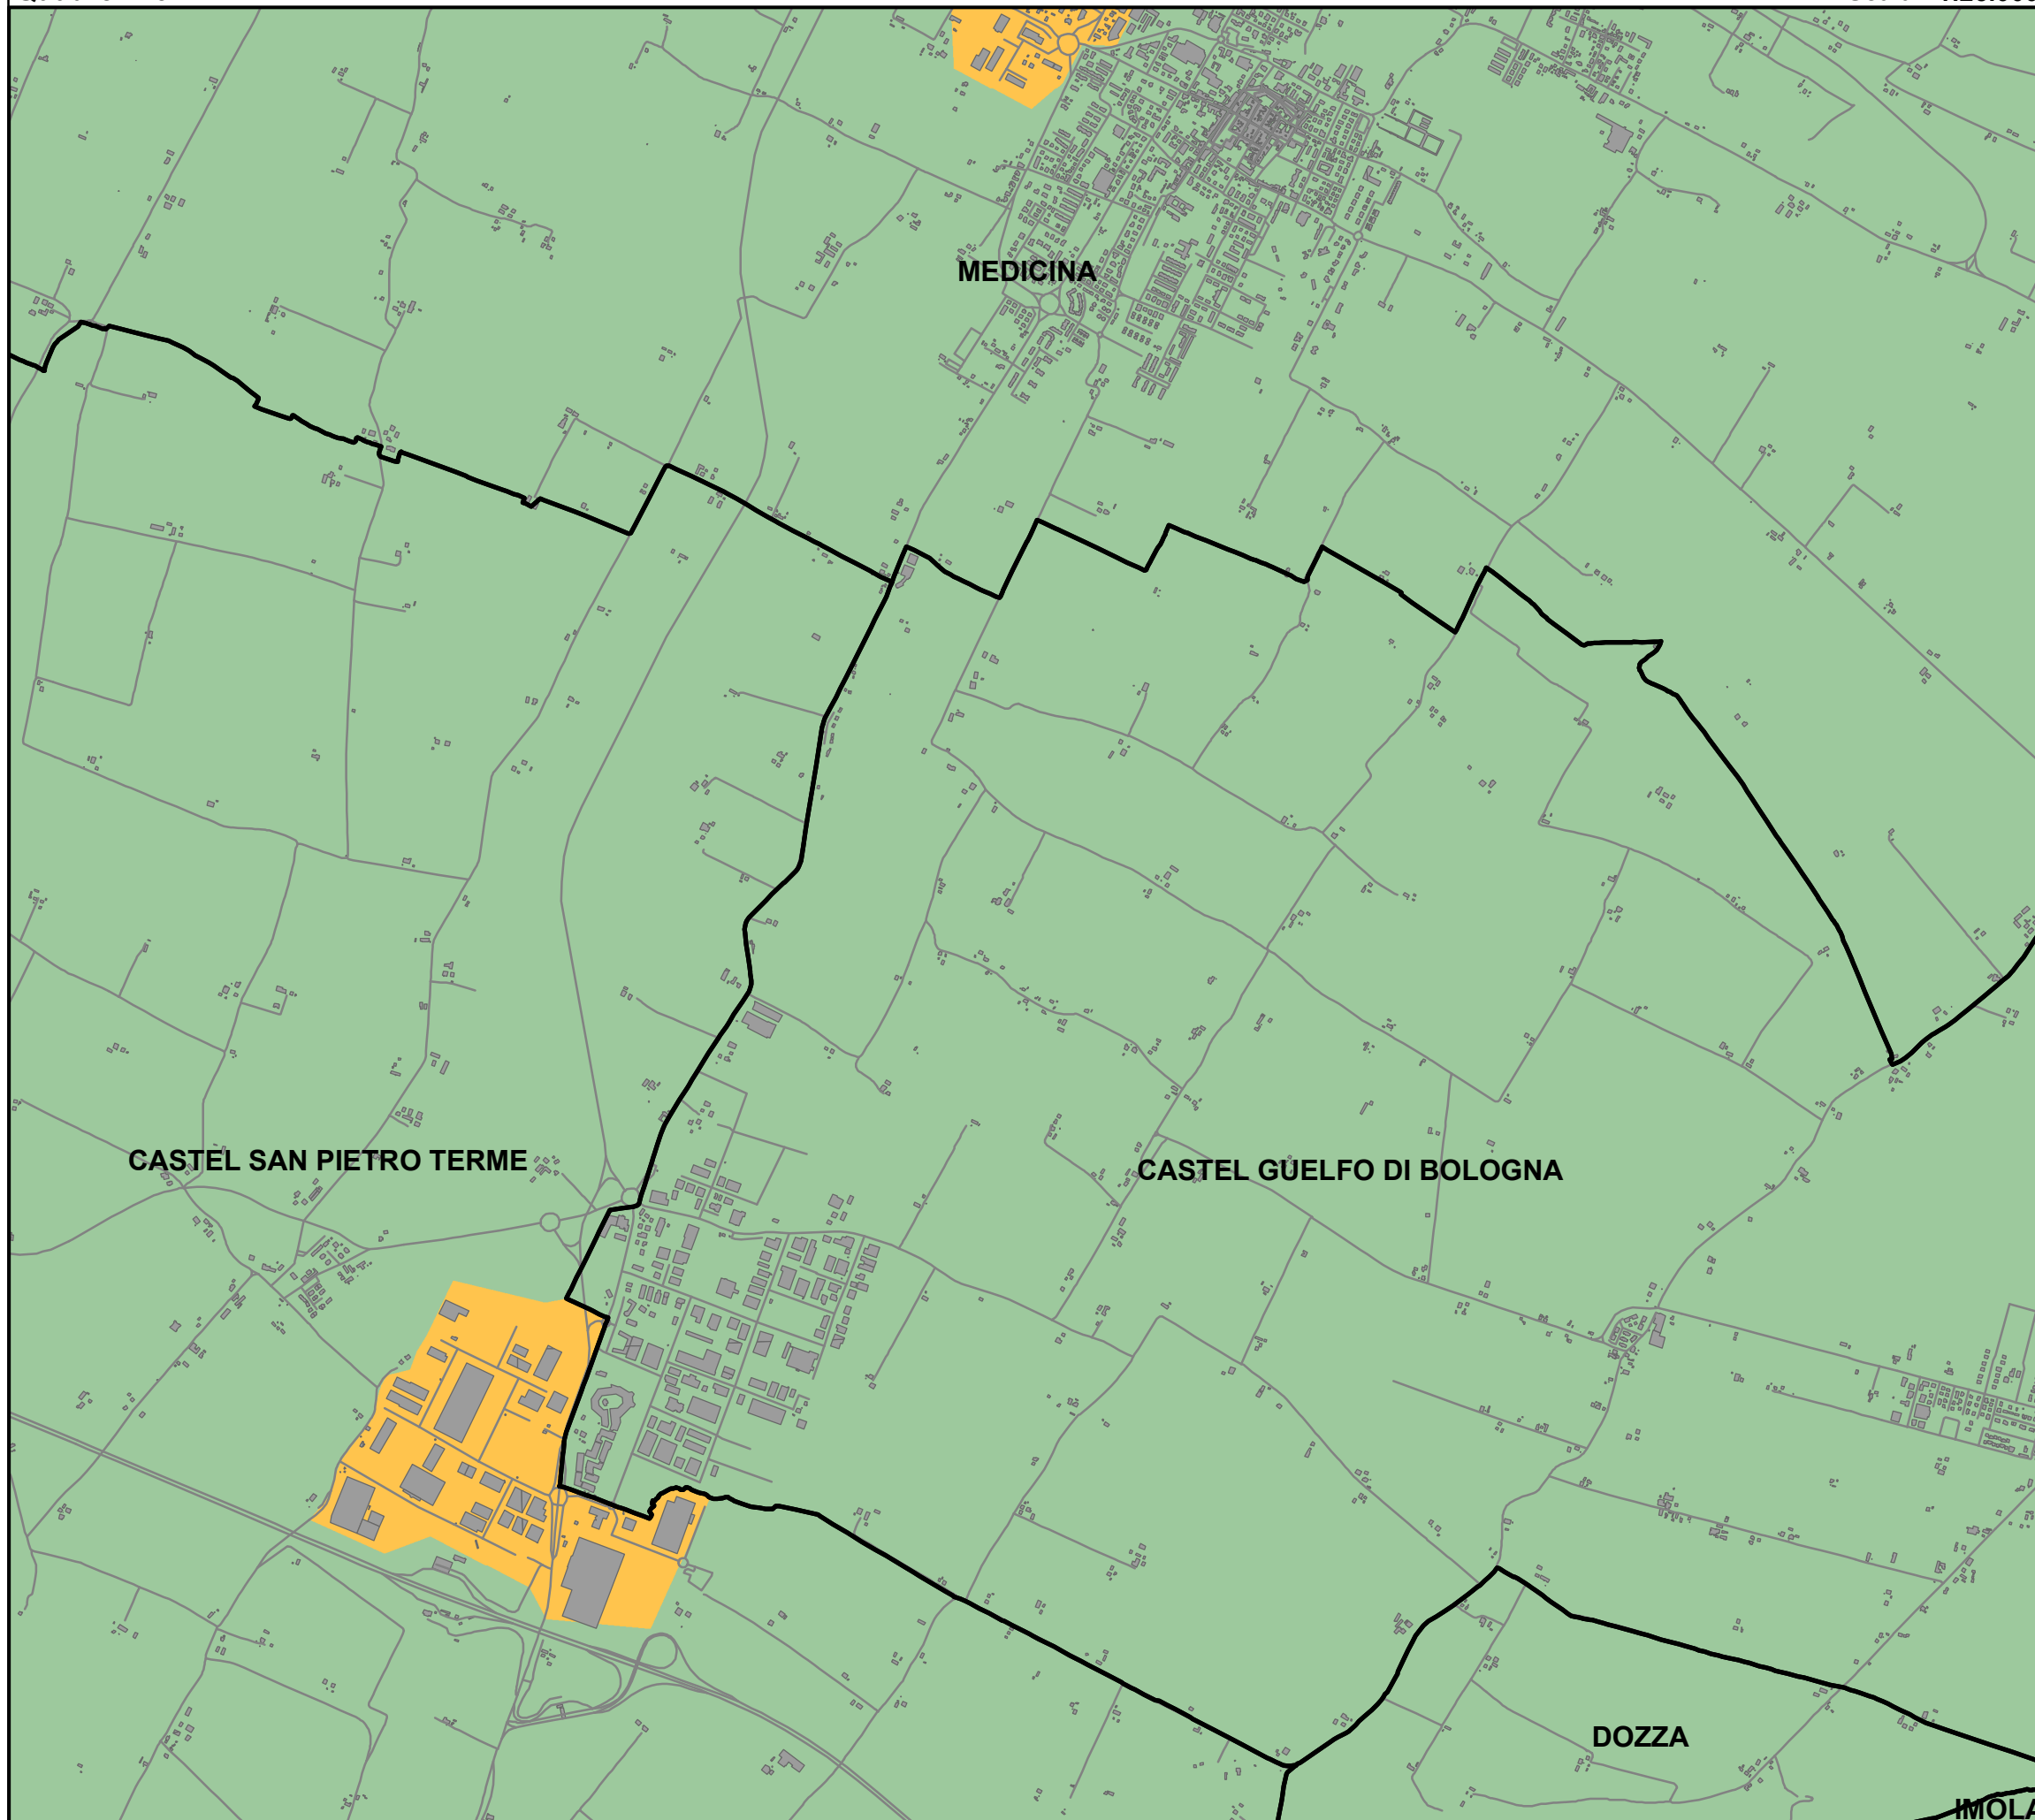 MEDICINA
CASTEL SAN PIETRO TERME
CASTEL GUELFO DI BOLOGNA
DOZZA
IMOLA